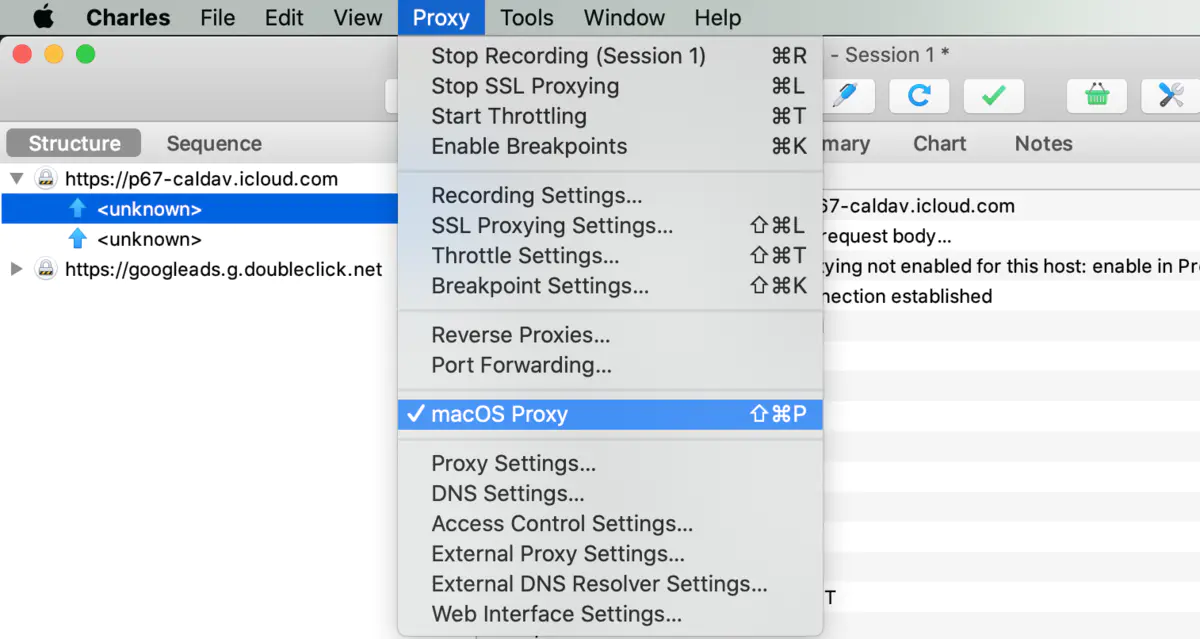 Charles File Edit View Proxy Tools Window Help
- Session 1 *
Structure Sequence
https://p67-caldav.icloud.com
<unknown>
<unknown>
https://googleads.g.doubleclick.net
Stop Recording (Session 1) ⌘R
Stop SSL Proxying ⌘L
Start Throttling ⌘T
Enable Breakpoints ⌘K
Recording Settings...
SSL Proxying Settings... ⇧⌘L
Throttle Settings... ⇧⌘T
Breakpoint Settings... ⇧⌘K
Reverse Proxies...
Port Forwarding...
✓ macOS Proxy ⇧⌘P
Proxy Settings...
DNS Settings...
Access Control Settings...
External Proxy Settings...
External DNS Resolver Settings...
Web Interface Settings...
mary Chart Notes
67-caldav.icloud.com
request body...
ying not enabled for this host: enable in Pr
nection established
T